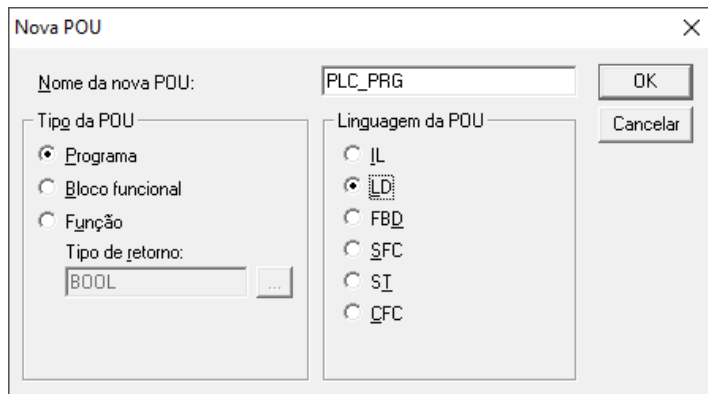 Nova POU
Nome da nova POU:
PLC_PRG
OK
Cancelar
Tipo da POU
Programa
Bloco funcional
Função
Tipo de retorno:
BOOL
...
Linguagem da POU
IL
LD
FBD
SFC
ST
CFC